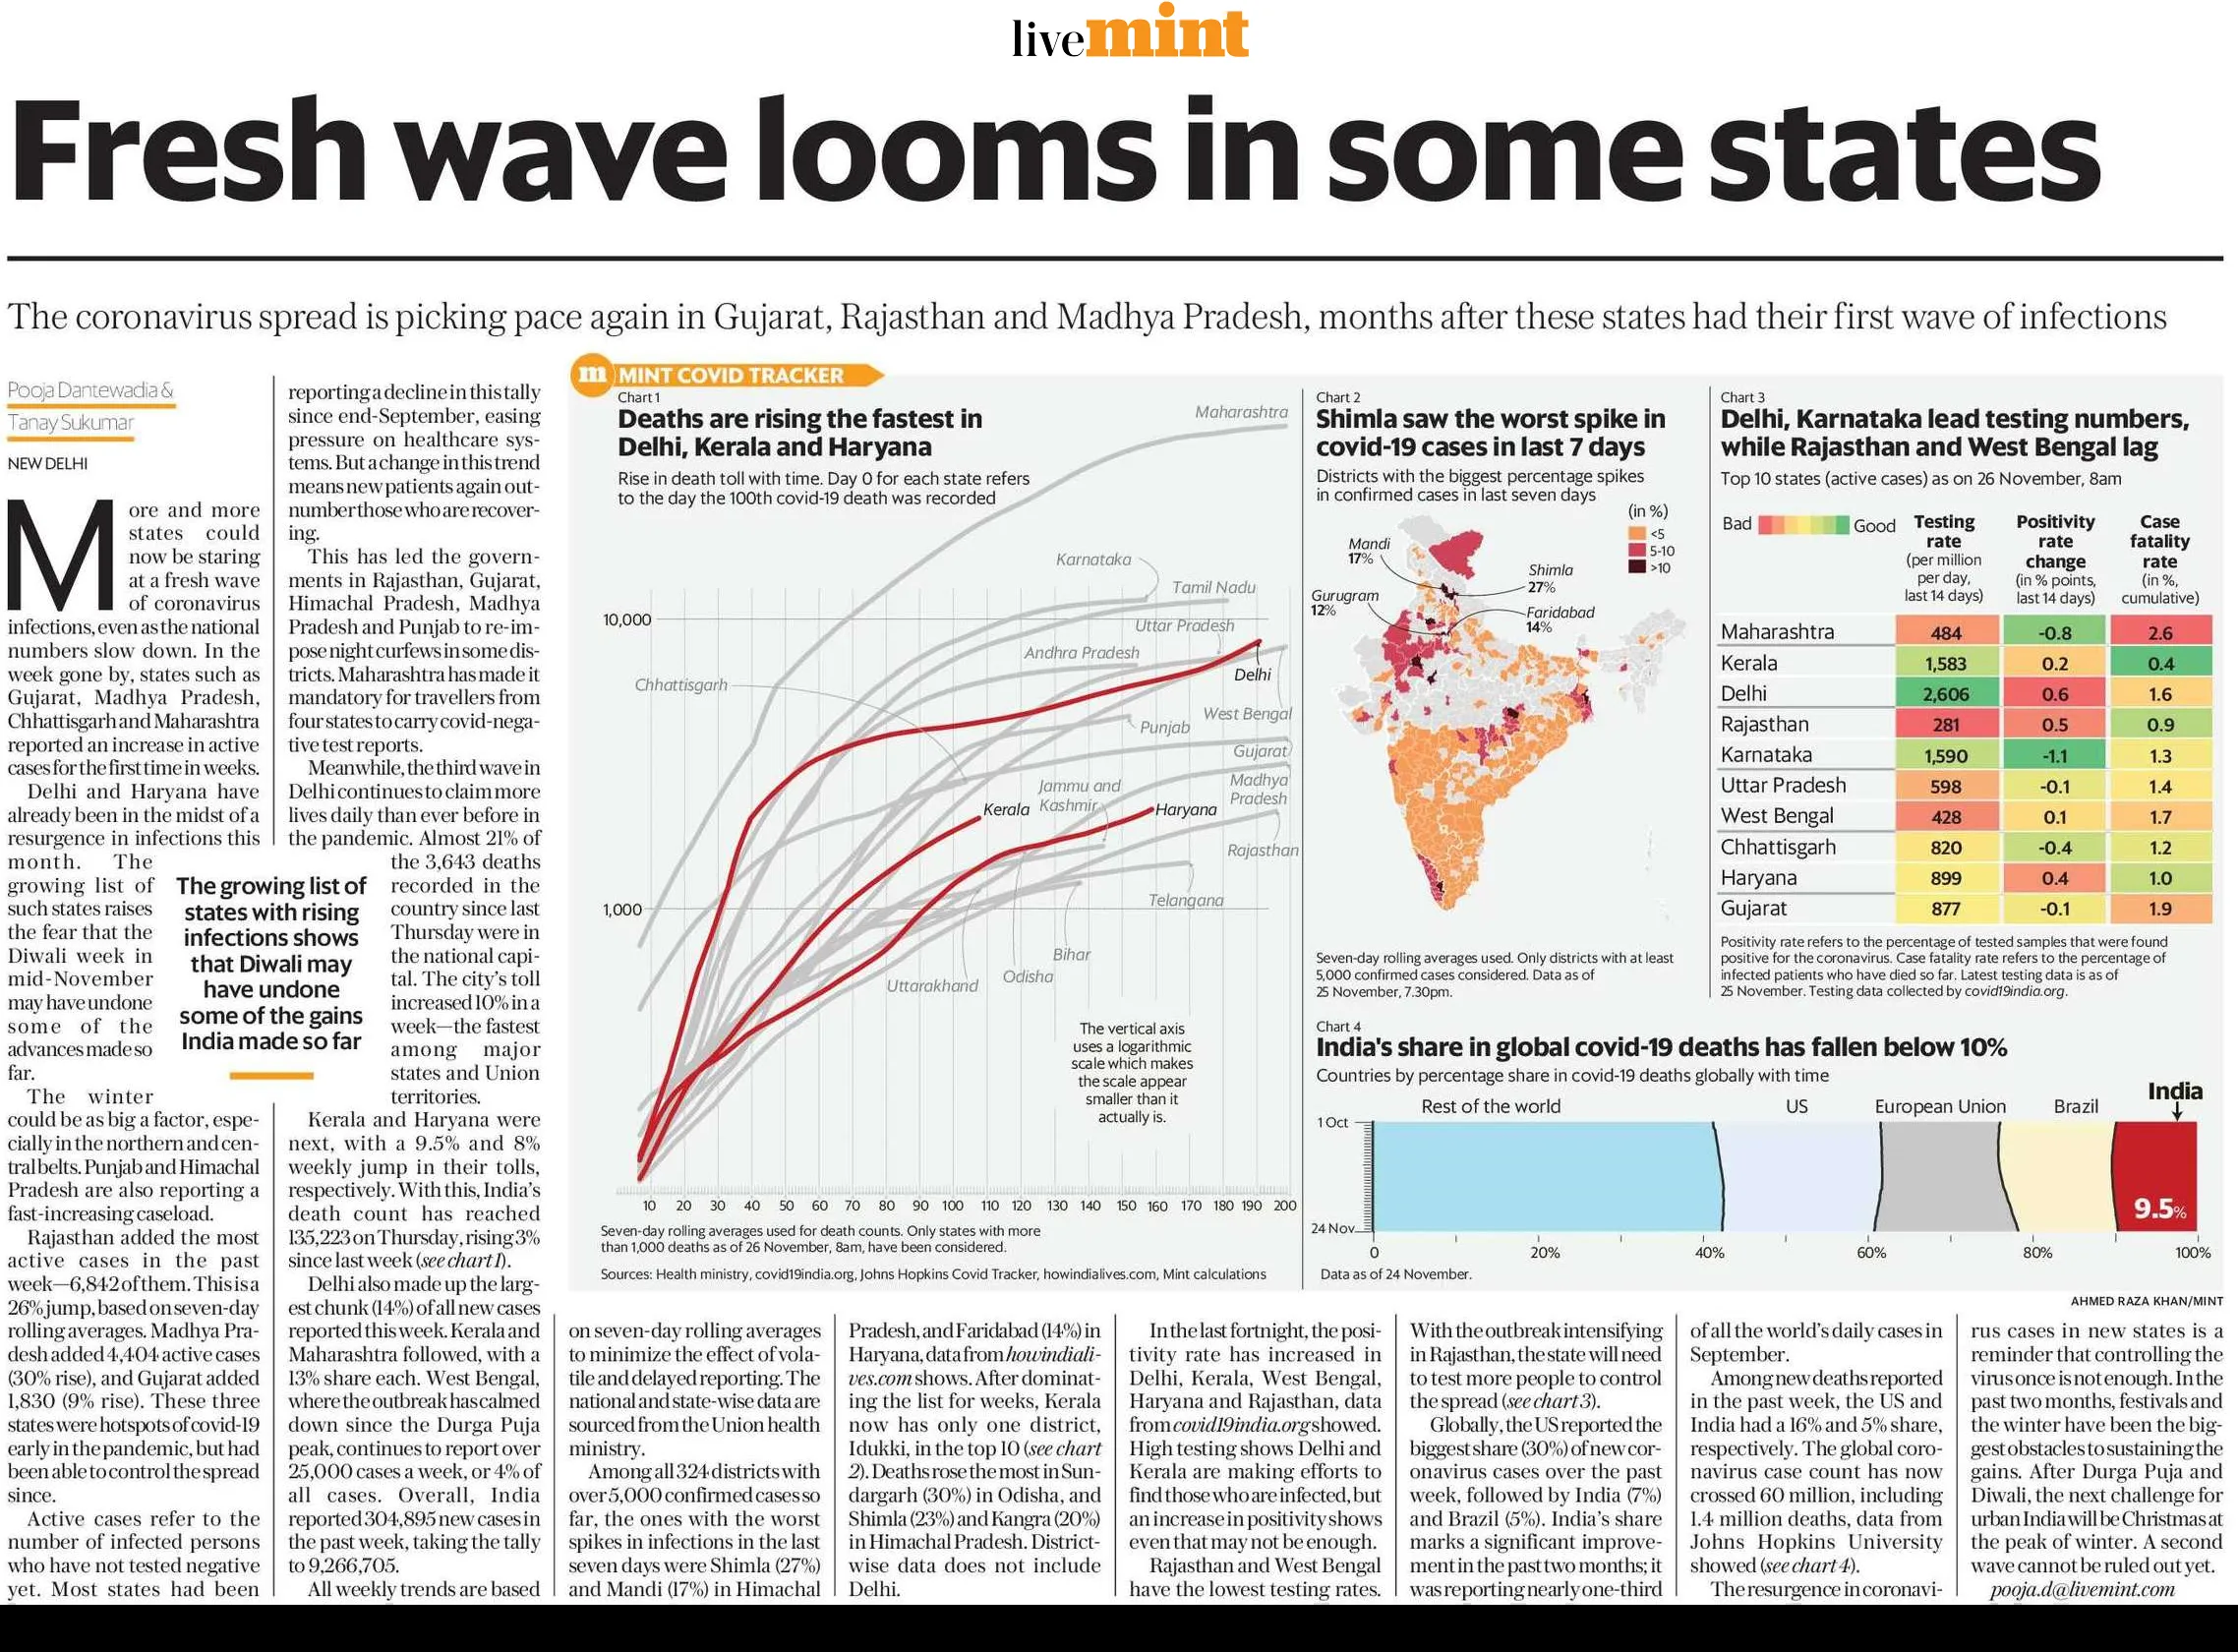 livemint
Fresh wave looms in some states
The coronavirus spread is picking pace again in Gujarat, Rajasthan and Madhya Pradesh, months after these states had their first wave of infections
Pooja Dantewadia &
Tanay Sukumar
NEW DELHI
More and more
states could
now be staring
at a fresh wave
of coronavirus
infections, even as the national
numbers slow down. In the
week gone by, states such as
Gujarat, Madhya Pradesh,
Chhattisgarh and Maharashtra
reported an increase in active
cases for the first time in weeks.
Delhi and Haryana have
already been in the midst of a
resurgence in infections this
month. The
growing list of
such states raises
the fear that the
Diwali week in
mid-November
may have undone
some of the
advances made so
far.
The winter
could be as big a factor, espe-
cially in the northern and cen-
tral belts. Punjab and Himachal
Pradesh are also reporting a
fast-increasing caseload.
Rajasthan added the most
active cases in the past
week—6,842 of them. This is a
26% jump, based on seven-day
rolling averages. Madhya Pra-
desh added 4,404 active cases
(30% rise), and Gujarat added
1,830 (9% rise). These three
states were hotspots of covid-19
early in the pandemic, but had
been able to control the spread
since.
Active cases refer to the
number of infected persons
who have not tested negative
yet. Most states had been
The growing list of
states with rising
infections shows
that Diwali may
have undone
some of the gains
India made so far
reporting a decline in this tally
since end-September, easing
pressure on healthcare sys-
tems. But a change in this trend
means new patients again out-
number those who are recover-
ing.
This has led the govern-
ments in Rajasthan, Gujarat,
Himachal Pradesh, Madhya
Pradesh and Punjab to re-im-
pose night curfews in some dis-
tricts. Maharashtra has made it
mandatory for travellers from
four states to carry covid-nega-
tive test reports.
Meanwhile, the third wave in
Delhi continues to claim more
lives daily than ever before in
the pandemic. Almost 21% of
the 3,643 deaths
recorded in the
country since last
Thursday were in
the national capi-
tal. The city's toll
increased 10% in a
week—the fastest
among major
states and Union
territories.
Kerala and Haryana were
next, with a 9.5% and 8%
weekly jump in their tolls,
respectively. With this, India's
death count has reached
135,223 on Thursday, rising 3%
since last week (see chart 1).
Delhi also made up the larg-
est chunk (14%) of all new cases
reported this week. Kerala and
Maharashtra followed, with a
13% share each. West Bengal,
where the outbreak has calmed
down since the Durga Puja
peak, continues to report over
25,000 cases a week, or 4% of
all cases. Overall, India
reported 304,895 new cases in
the past week, taking the tally
to 9,266,705.
All weekly trends are based
m MINT COVID TRACKER
Chart 1
Deaths are rising the fastest in
Delhi, Kerala and Haryana
Rise in death toll with time. Day 0 for each state refers
to the day the 100th covid-19 death was recorded
Maharashtra
Karnataka
Tamil Nadu
10,000
Uttar Pradesh
Andhra Pradesh
Delhi
Chhattisgarh
West Bengal
Punjab
Gujarat
Madhya
Pradesh
Jammu and
Kashmir
Kerala
Haryana
Rajasthan
Telangana
1,000
Bihar
Odisha
Uttarakhand
The vertical axis
uses a logarithmic
scale which makes
the scale appear
smaller than it
actually is.
10 20 30 40 50 60 70 80 90 100 110 120 130 140 150 160 170 180 190 200
Seven-day rolling averages used for death counts. Only states with more
than 1,000 deaths as of 26 November, 8am, have been considered.
Sources: Health ministry, covid19india.org, Johns Hopkins Covid Tracker, howindialives.com, Mint calculations
Chart 2
Shimla saw the worst spike in
covid-19 cases in last 7 days
Districts with the biggest percentage spikes
in confirmed cases in last seven days
(in %)
<5
5-10
>10
Mandi
17%
Shimla
27%
Gurugram
12%
Faridabad
14%
Seven-day rolling averages used. Only districts with at least
5,000 confirmed cases considered. Data as of
25 November, 7.30pm.
Chart 3
Delhi, Karnataka lead testing numbers,
while Rajasthan and West Bengal lag
Top 10 states (active cases) as on 26 November, 8am
Bad Good
Testing
rate
(per million
per day,
last 14 days)
Positivity
rate
change
(in % points,
last 14 days)
Case
fatality
rate
(in %,
cumulative)
Maharashtra 484 -0.8 2.6
Kerala 1,583 0.2 0.4
Delhi 2,606 0.6 1.6
Rajasthan 281 0.5 0.9
Karnataka 1,590 -1.1 1.3
Uttar Pradesh 598 -0.1 1.4
West Bengal 428 0.1 1.7
Chhattisgarh 820 -0.4 1.2
Haryana 899 0.4 1.0
Gujarat 877 -0.1 1.9
Positivity rate refers to the percentage of tested samples that were found
positive for the coronavirus. Case fatality rate refers to the percentage of
infected patients who have died so far. Latest testing data is as of
25 November. Testing data collected by covid19india.org.
Chart 4
India's share in global covid-19 deaths has fallen below 10%
Countries by percentage share in covid-19 deaths globally with time
Rest of the world US European Union Brazil India
1 Oct
24 Nov
9.5%
0 20% 40% 60% 80% 100%
Data as of 24 November.
AHMED RAZA KHAN/MINT
on seven-day rolling averages
to minimize the effect of vola-
tile and delayed reporting. The
national and state-wise data are
sourced from the Union health
ministry.
Among all 324 districts with
over 5,000 confirmed cases so
far, the ones with the worst
spikes in infections in the last
seven days were Shimla (27%)
and Mandi (17%) in Himachal
Pradesh, and Faridabad (14%) in
Haryana, data from howindiali-
ves.com shows. After dominat-
ing the list for weeks, Kerala
now has only one district,
Idukki, in the top 10 (see chart
2). Deaths rose the most in Sun-
dargarh (30%) in Odisha, and
Shimla (23%) and Kangra (20%)
in Himachal Pradesh. District-
wise data does not include
Delhi.
In the last fortnight, the posi-
tivity rate has increased in
Delhi, Kerala, West Bengal,
Haryana and Rajasthan, data
from covid19india.org showed.
High testing shows Delhi and
Kerala are making efforts to
find those who are infected, but
an increase in positivity shows
even that may not be enough.
Rajasthan and West Bengal
have the lowest testing rates.
With the outbreak intensifying
in Rajasthan, the state will need
to test more people to control
the spread (see chart 3).
Globally, the US reported the
biggest share (30%) of new cor-
onavirus cases over the past
week, followed by India (7%)
and Brazil (5%). India's share
marks a significant improve-
ment in the past two months; it
was reporting nearly one-third
of all the world's daily cases in
September.
Among new deaths reported
in the past week, the US and
India had a 16% and 5% share,
respectively. The global coro-
navirus case count has now
crossed 60 million, including
1.4 million deaths, data from
Johns Hopkins University
showed (see chart 4).
The resurgence in coronavi-
rus cases in new states is a
reminder that controlling the
virus once is not enough. In the
past two months, festivals and
the winter have been the big-
gest obstacles to sustaining the
gains. After Durga Puja and
Diwali, the next challenge for
urban India will be Christmas at
the peak of winter. A second
wave cannot be ruled out yet.
pooja.d@livemint.com